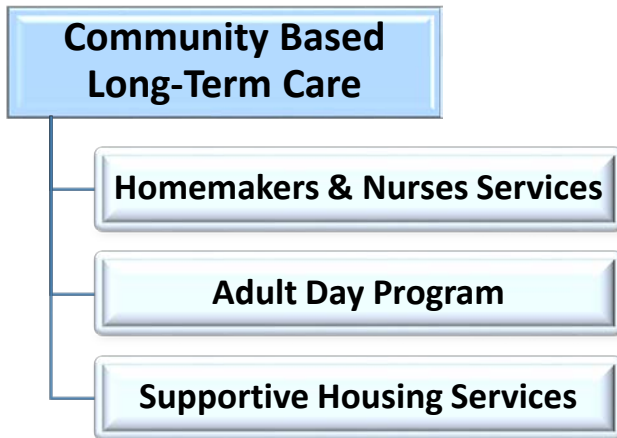 Community Based
Long-Term Care
Homemakers & Nurses Services
Adult Day Program
Supportive Housing Services